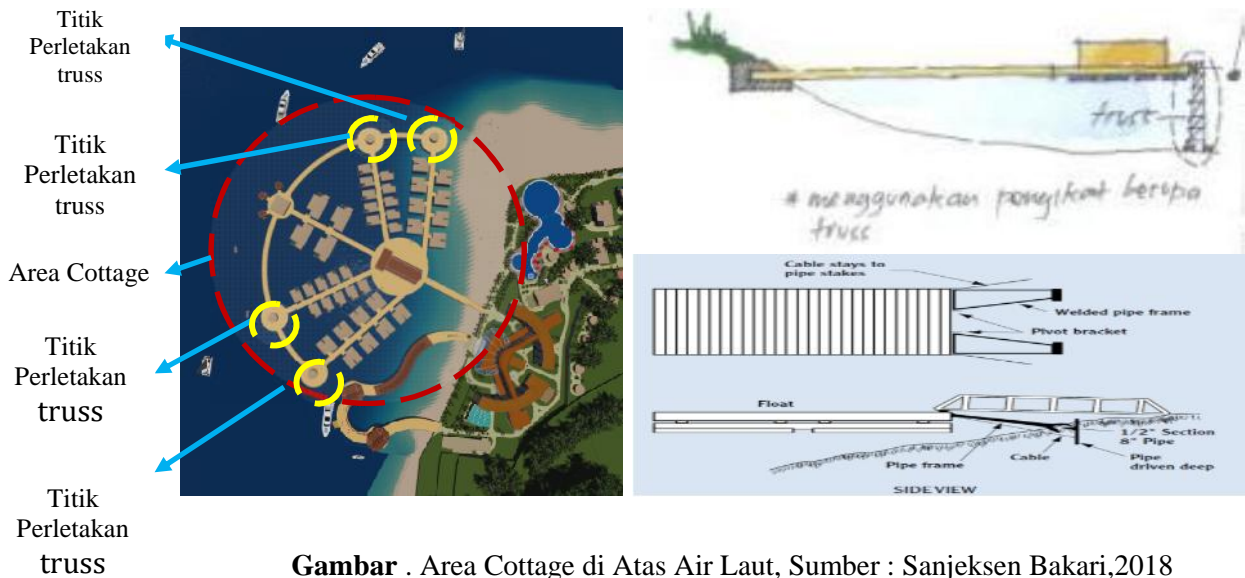 Titik
Perletakan
truss
Titik
Perletakan
truss
Area Cottage
Titik
Perletakan
truss
Titik
Perletakan
truss
truss
* menggunakan pengikat berupa
truss
Cable stays to
pipe stakes
Welded pipe frame
Pivot bracket
Float
1/2" Section
8" Pipe
Pipe frame
Cable
Pipe
driven deep
SIDE VIEW
Gambar . Area Cottage di Atas Air Laut, Sumber : Sanjeksen Bakari,2018